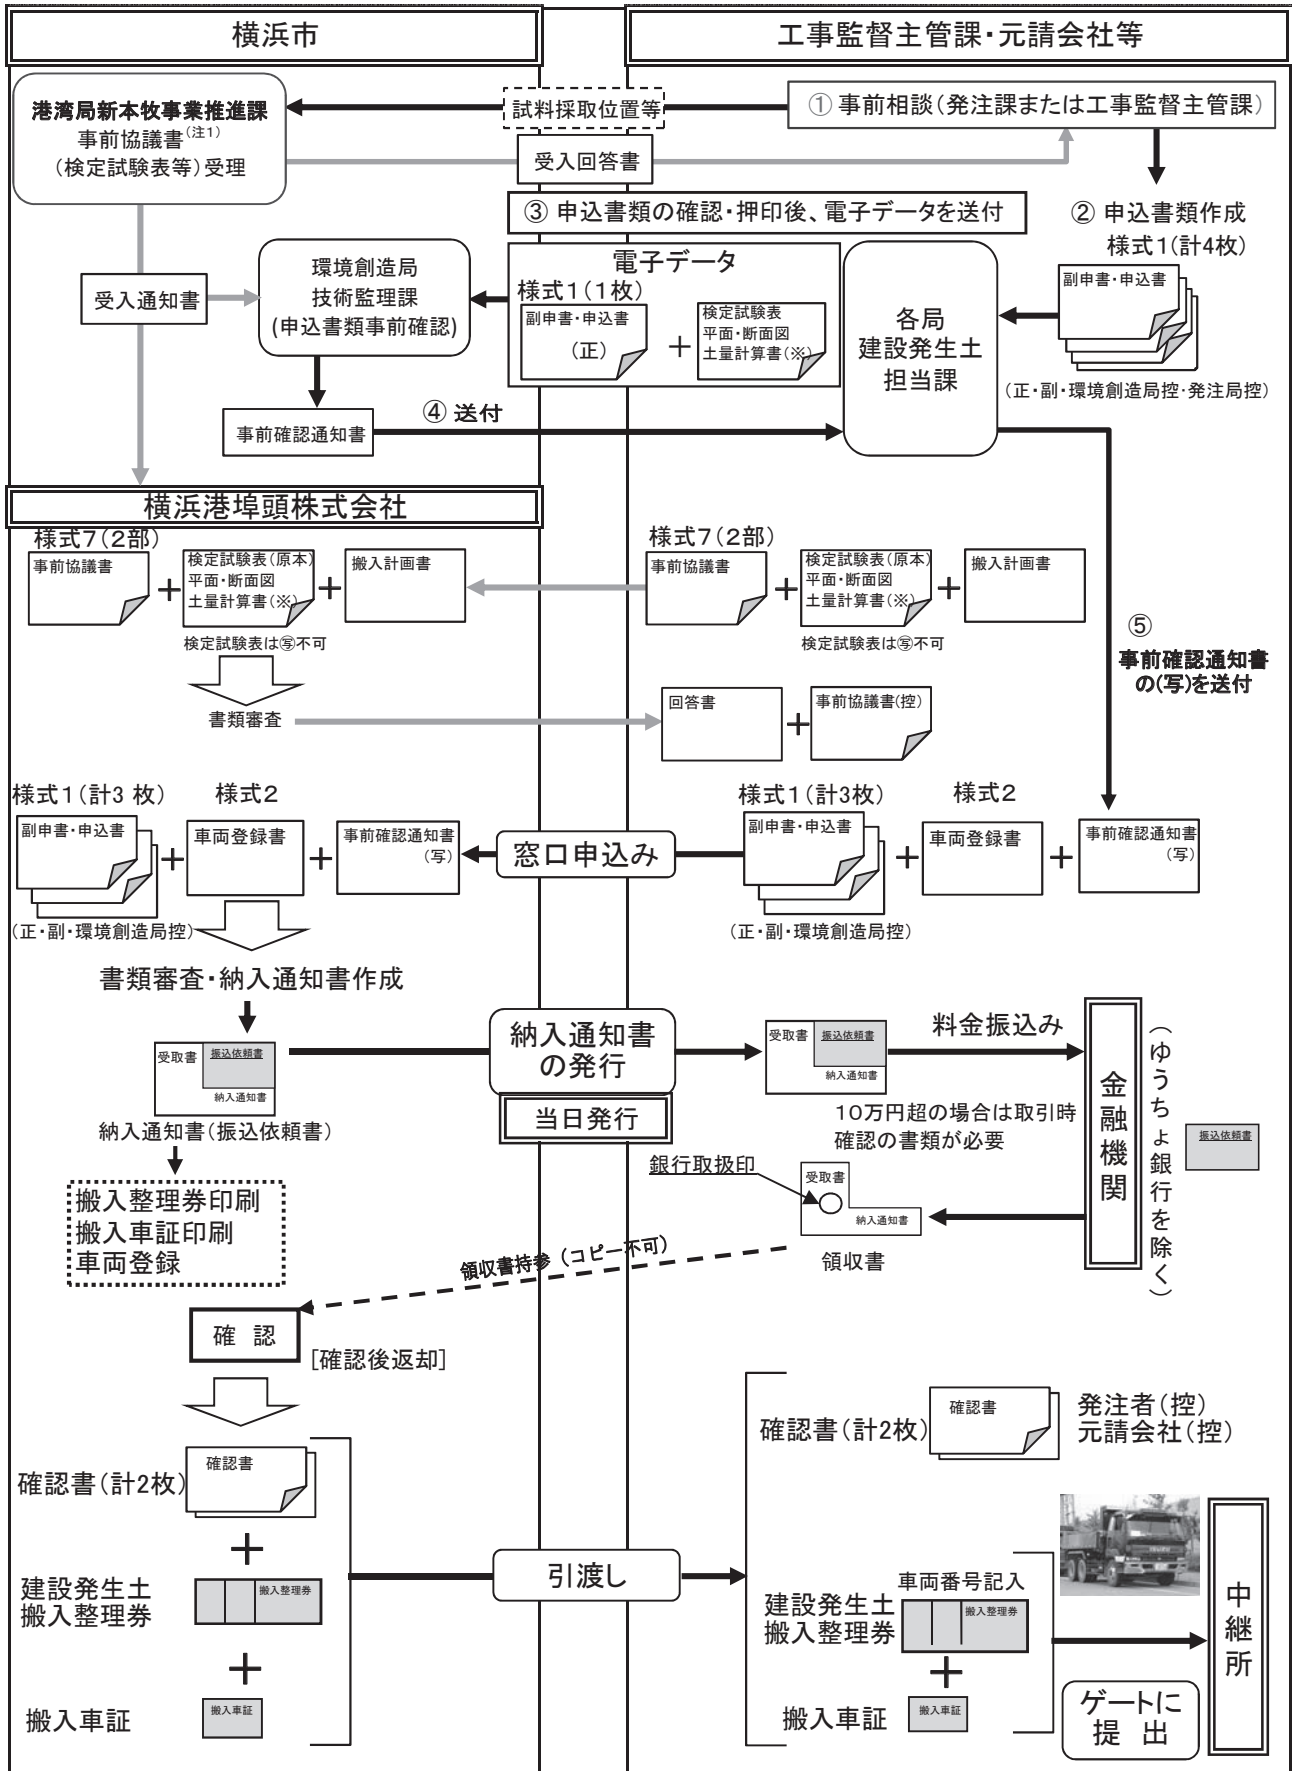 横浜市
工事監督主管課・元請会社等
港湾局新本牧事業推進課
事前協議書(注1)
(検定試験表等)受理
試料採取位置等
① 事前相談(発注課または工事監督主管課)
受入回答書
③ 申込書類の確認・押印後、電子データを送付
② 申込書類作成
様式1(計4枚)
副申書・申込書
(正・副・環境創造局控・発注局控)
受入通知書
環境創造局
技術監理課
(申込書類事前確認)
電子データ
様式1(1枚)
副申書・申込書
(正)
+
検定試験表
平面・断面図
土量計算書(※)
各局
建設発生土
担当課
事前確認通知書
④ 送付
横浜港埠頭株式会社
様式7(2部)
事前協議書
+
検定試験表(原本)
平面・断面図
土量計算書(※)
+
搬入計画書
検定試験表は㊢不可
様式7(2部)
事前協議書
+
検定試験表(原本)
平面・断面図
土量計算書(※)
+
搬入計画書
検定試験表は㊢不可
⑤
事前確認通知書
の(写)を送付
書類審査
回答書
+
事前協議書(控)
様式1(計3 枚)
様式2
副申書・申込書
+
車両登録書
+
事前確認通知書
(写)
(正・副・環境創造局控)
窓口申込み
様式1(計3枚)
様式2
副申書・申込書
+
車両登録書
+
事前確認通知書
(写)
(正・副・環境創造局控)
書類審査・納入通知書作成
受取書
振込依頼書
納入通知書
納入通知書(振込依頼書)
納入通知書
の発行
当日発行
受取書
振込依頼書
納入通知書
料金振込み
10万円超の場合は取引時
確認の書類が必要
金融機関
(ゆうちょ銀行を除く)
振込依頼書
銀行取扱印
受取書
納入通知書
領収書
搬入整理券印刷
搬入車証印刷
車両登録
領収書持参(コピー不可)
確 認
[確認後返却]
確認書(計2枚)
確認書
+
建設発生土
搬入整理券
搬入整理券
+
搬入車証
搬入車証
引渡し
確認書(計2枚)
確認書
発注者(控)
元請会社(控)
車両番号記入
建設発生土
搬入整理券
搬入整理券
+
搬入車証
搬入車証
ゲートに
提 出
中継所